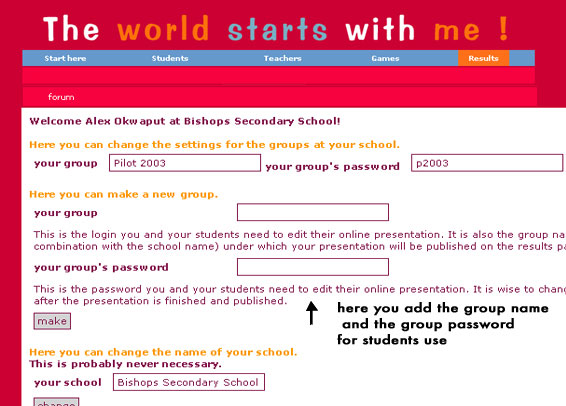 The world starts with me !
Start here Students Teachers Games Results
forum
Welcome Alex Okwaput at Bishops Secondary School!
Here you can change the settings for the groups at your school.
your group Pilot 2003 your group's password p2003
Here you can make a new group.
your group
This is the login you and your students need to edit their online presentation. It is also the group na
combination with the school name) under which your presentation will be published on the results pa
your group's password
This is the password you and your students need to edit their online presentation. It is wise to chang
after the presentation is finished and published.
here you add the group name
and the group password
for students use
make
Here you can change the name of your school.
This is probably never necessary.
your school Bishops Secondary School
change